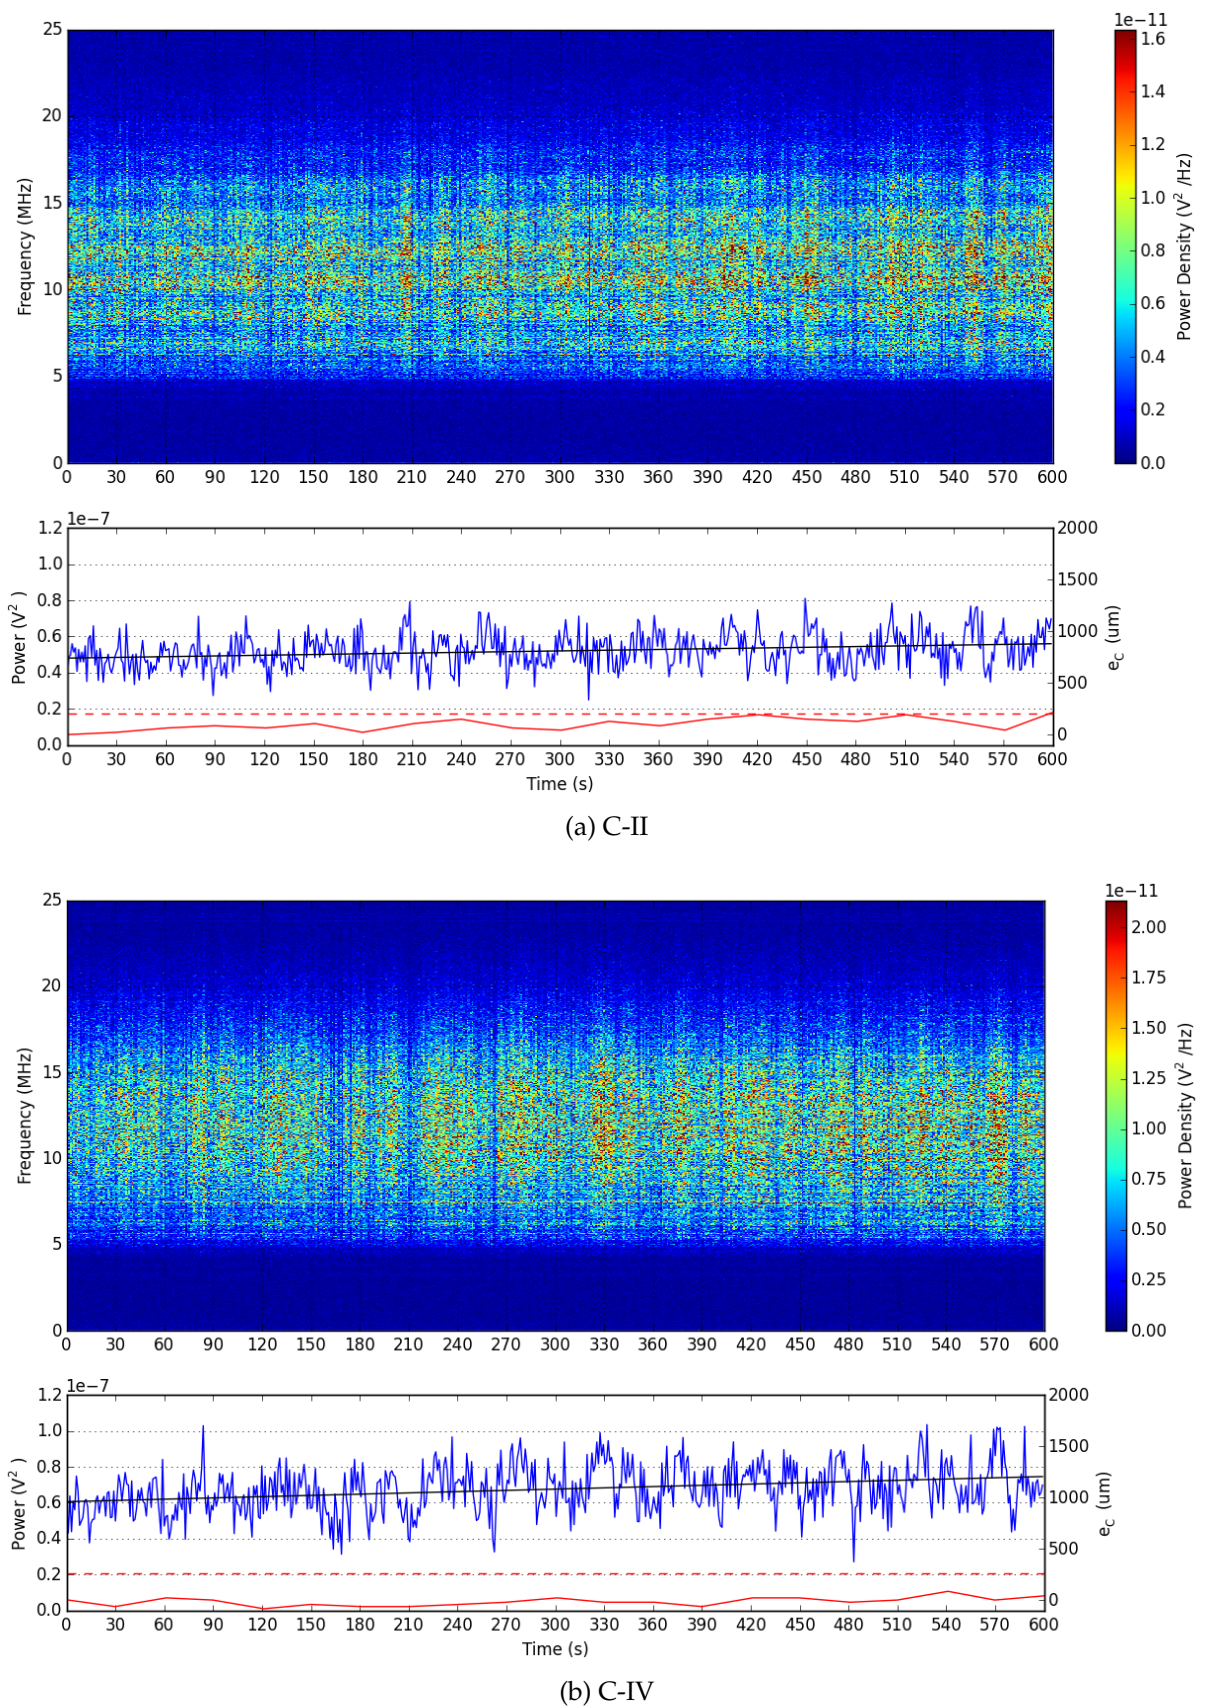 1e−11
25
20
15
10
5
0
Frequency (MHz)
0 30 60 90 120 150 180 210 240 270 300 330 360 390 420 450 480 510 540 570 600
1.6
1.4
1.2
1.0
0.8
0.6
0.4
0.2
0.0
Power Density (V² /Hz)
1e−7
1.2
1.0
0.8
0.6
0.4
0.2
0.0
Power (V² )
2000
1500
1000
500
0
e_C (um)
0 30 60 90 120 150 180 210 240 270 300 330 360 390 420 450 480 510 540 570 600
Time (s)
(a) C-II
1e−11
25
20
15
10
5
0
Frequency (MHz)
0 30 60 90 120 150 180 210 240 270 300 330 360 390 420 450 480 510 540 570 600
2.00
1.75
1.50
1.25
1.00
0.75
0.50
0.25
0.00
Power Density (V² /Hz)
1e−7
1.2
1.0
0.8
0.6
0.4
0.2
0.0
Power (V² )
2000
1500
1000
500
0
e_C (um)
0 30 60 90 120 150 180 210 240 270 300 330 360 390 420 450 480 510 540 570 600
Time (s)
(b) C-IV